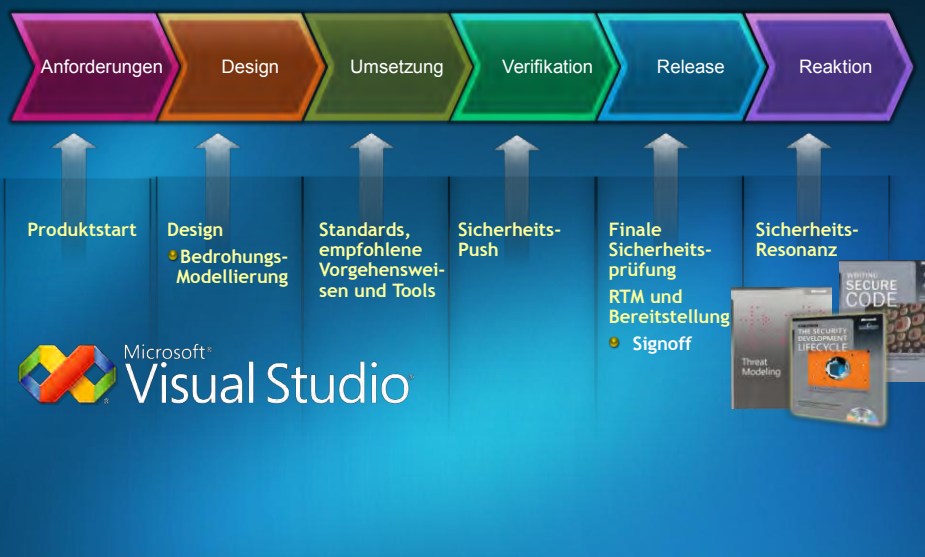 Anforderungen
Design
Umsetzung
Verifikation
Release
Reaktion
Produktstart
Design
Bedrohungs-
Modellierung
Standards,
empfohlene
Vorgehenswei-
sen und Tools
Sicherheits-
Push
Finale
Sicherheits-
prüfung
RTM und
Bereitstellung
Signoff
Sicherheits-
Resonanz
Microsoft®
Visual Studio®
WRITING
SECURE
CODE
Threat
Modeling
THE SECURITY
DEVELOPMENT
LIFECYCLE